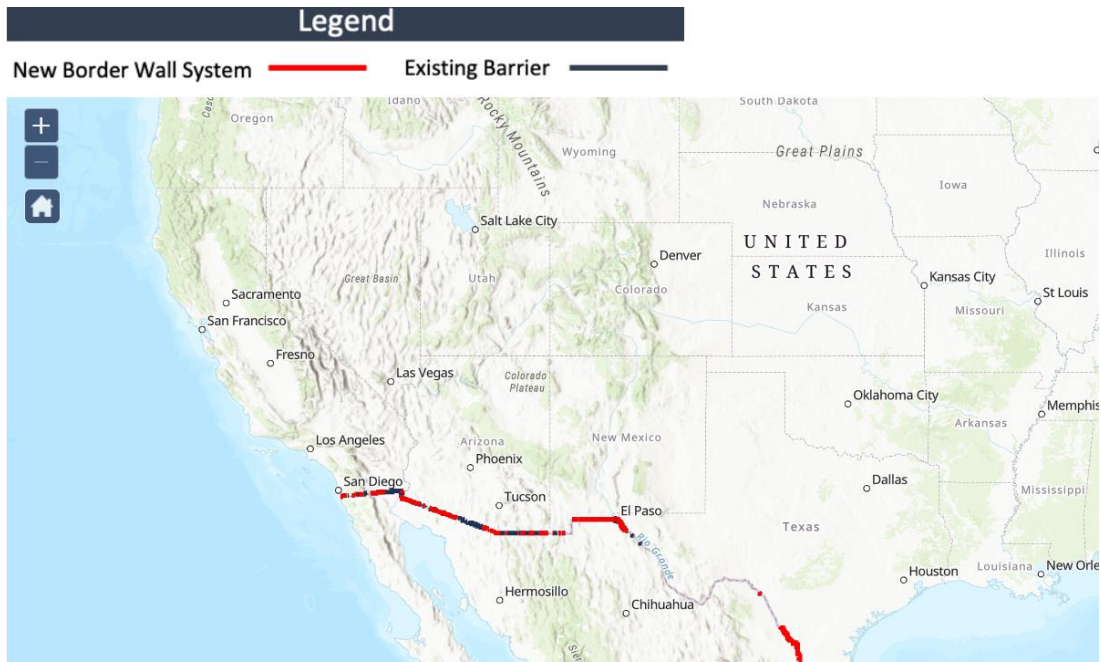 Legend
New Border Wall System
Existing Barrier
+
−
Idaho
Oregon
Rocky Mountains
Wyoming
South Dakota
Great Plains
Iowa
Nebraska
Salt Lake City
UNITED
STATES
Denver
Illinois
Great Basin
Utah
Colorado
Kansas City
Sacramento
Kansas
St Louis
Missouri
San Francisco
Fresno
Las Vegas
Colorado
Plateau
Oklahoma City
Memphis
Arkansas
Los Angeles
Arizona
New Mexico
Phoenix
San Diego
Dallas
Mississippi
Tucson
El Paso
Texas
Rio Grande
Houston
Louisiana
New Orle
Hermosillo
Chihuahua